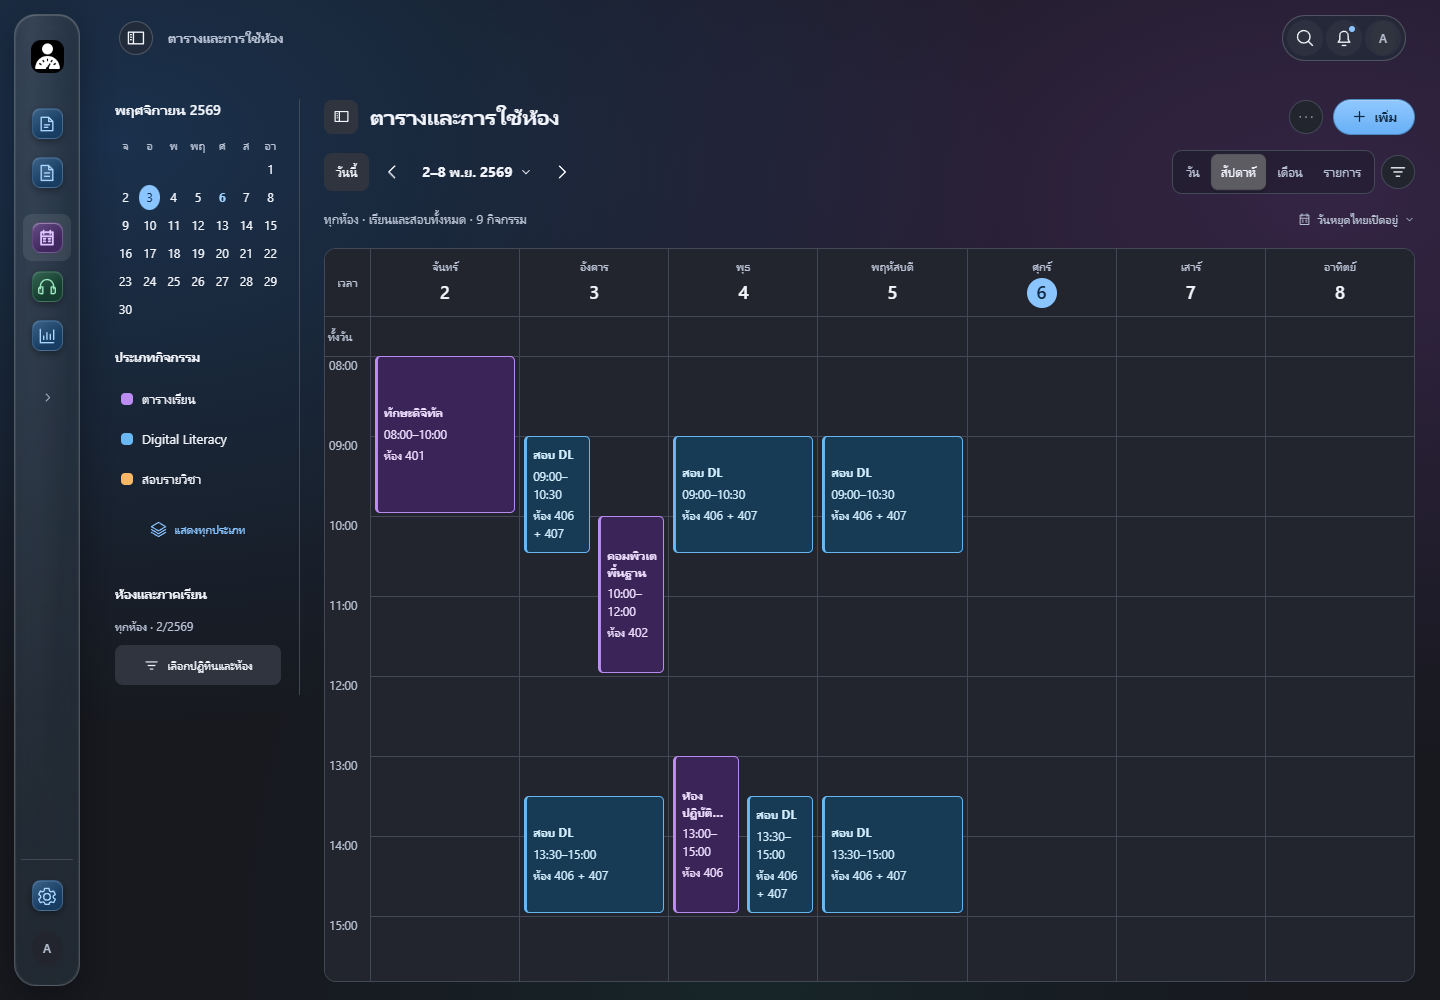 ตารางและการใช้ห้อง
A
พฤศจิกายน 2569
จ อ พ พฤ ศ ส อา
1
2 3 4 5 6 7 8
9 10 11 12 13 14 15
16 17 18 19 20 21 22
23 24 25 26 27 28 29
30
ประเภทกิจกรรม
ตารางเรียน
Digital Literacy
สอบรายวิชา
แสดงทุกประเภท
ห้องและภาคเรียน
ทุกห้อง · 2/2569
เลือกปฏิทินและห้อง
A
ตารางและการใช้ห้อง
เพิ่ม
วันนี้
2–8 พ.ย. 2569
วัน สัปดาห์ เดือน รายการ
ทุกห้อง · เรียนและสอบทั้งหมด · 9 กิจกรรม
วันหยุดไทยเปิดอยู่
เวลา
จันทร์ อังคาร พุธ พฤหัสบดี ศุกร์ เสาร์ อาทิตย์
2 3 4 5 6 7 8
ทั้งวัน
08:00
09:00
10:00
11:00
12:00
13:00
14:00
15:00
ทักษะดิจิทัล
08:00–10:00
ห้อง 401
สอบ DL
09:00–
10:30
ห้อง 406
+ 407
คอมพิวเต
พื้นฐาน
10:00–
12:00
ห้อง 402
สอบ DL
13:30–15:00
ห้อง 406 + 407
สอบ DL
09:00–10:30
ห้อง 406 + 407
ห้อง
ปฏิบัติ...
13:00–
15:00
ห้อง 406
สอบ DL
13:30–
15:00
ห้อง 406
+ 407
สอบ DL
09:00–10:30
ห้อง 406 + 407
สอบ DL
13:30–15:00
ห้อง 406 + 407